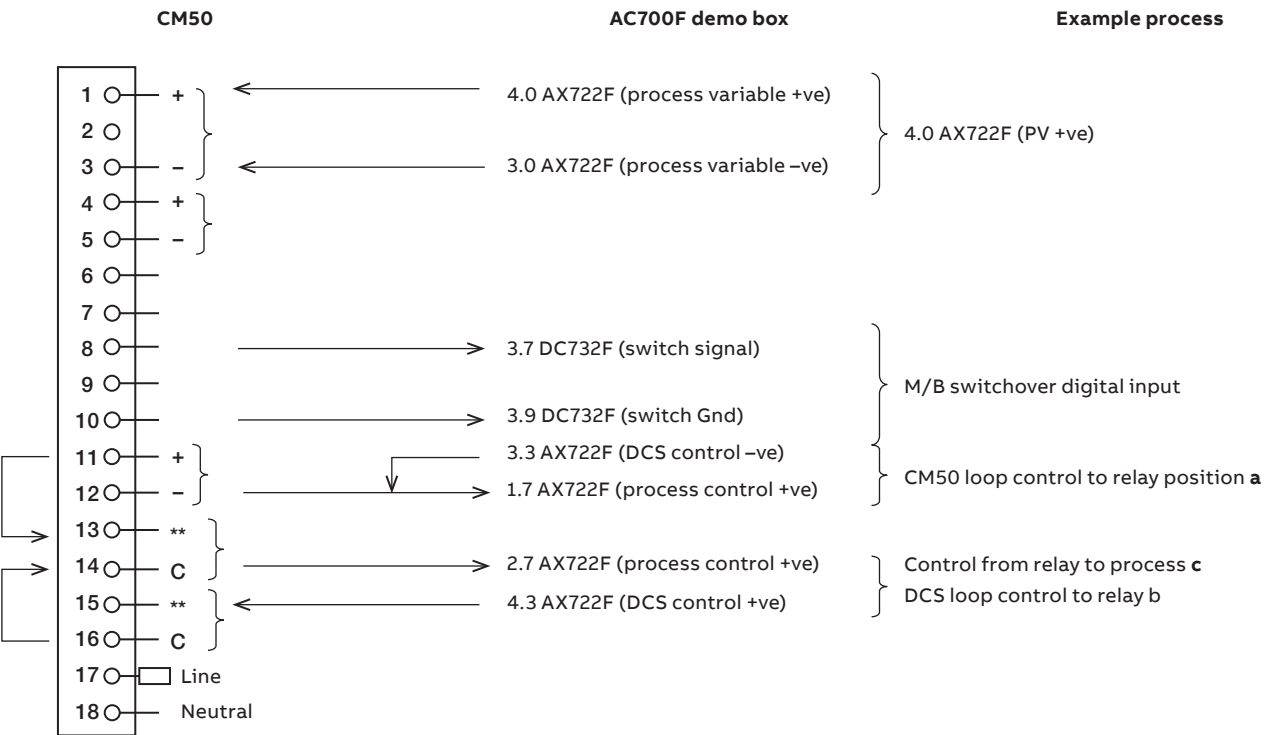 CM50 AC700F demo box Example process
1 +
4.0 AX722F (process variable +ve)
2
4.0 AX722F (PV +ve)
3 –
3.0 AX722F (process variable –ve)
4 +
5 –
6
7
8
3.7 DC732F (switch signal)
9
M/B switchover digital input
10
3.9 DC732F (switch Gnd)
11 +
3.3 AX722F (DCS control –ve)
CM50 loop control to relay position a
12 –
1.7 AX722F (process control +ve)
13 **
14 C
2.7 AX722F (process control +ve)
Control from relay to process c
15 **
4.3 AX722F (DCS control +ve)
DCS loop control to relay b
16 C
17 Line
18 Neutral